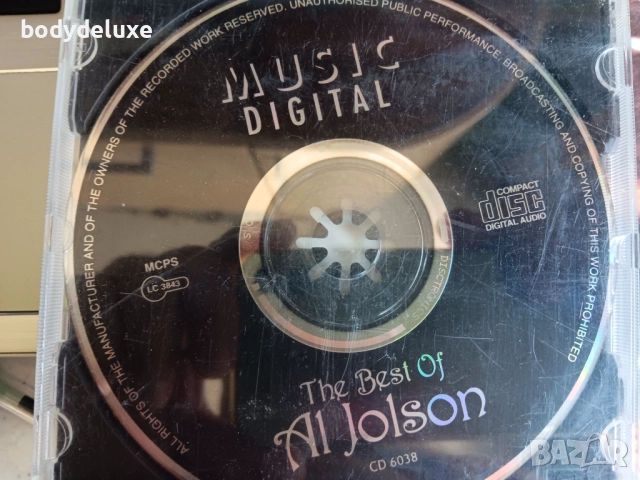 bodydeluxe
ALL RIGHTS OF THE MANUFACTURER AND OF THE OWNERS OF THE RECORDED WORK RESERVED. UNAUTHORISED PUBLIC PERFORMANCE, BROADCASTING AND COPYING OF THIS WORK PROHIBITED
MUSIC
DIGITAL
COMPACT
disc
DIGITAL AUDIO
MCPS
LC 3843
DISCTRONICS
The Best Of
Al Jolson
CD 6038
BAZAR